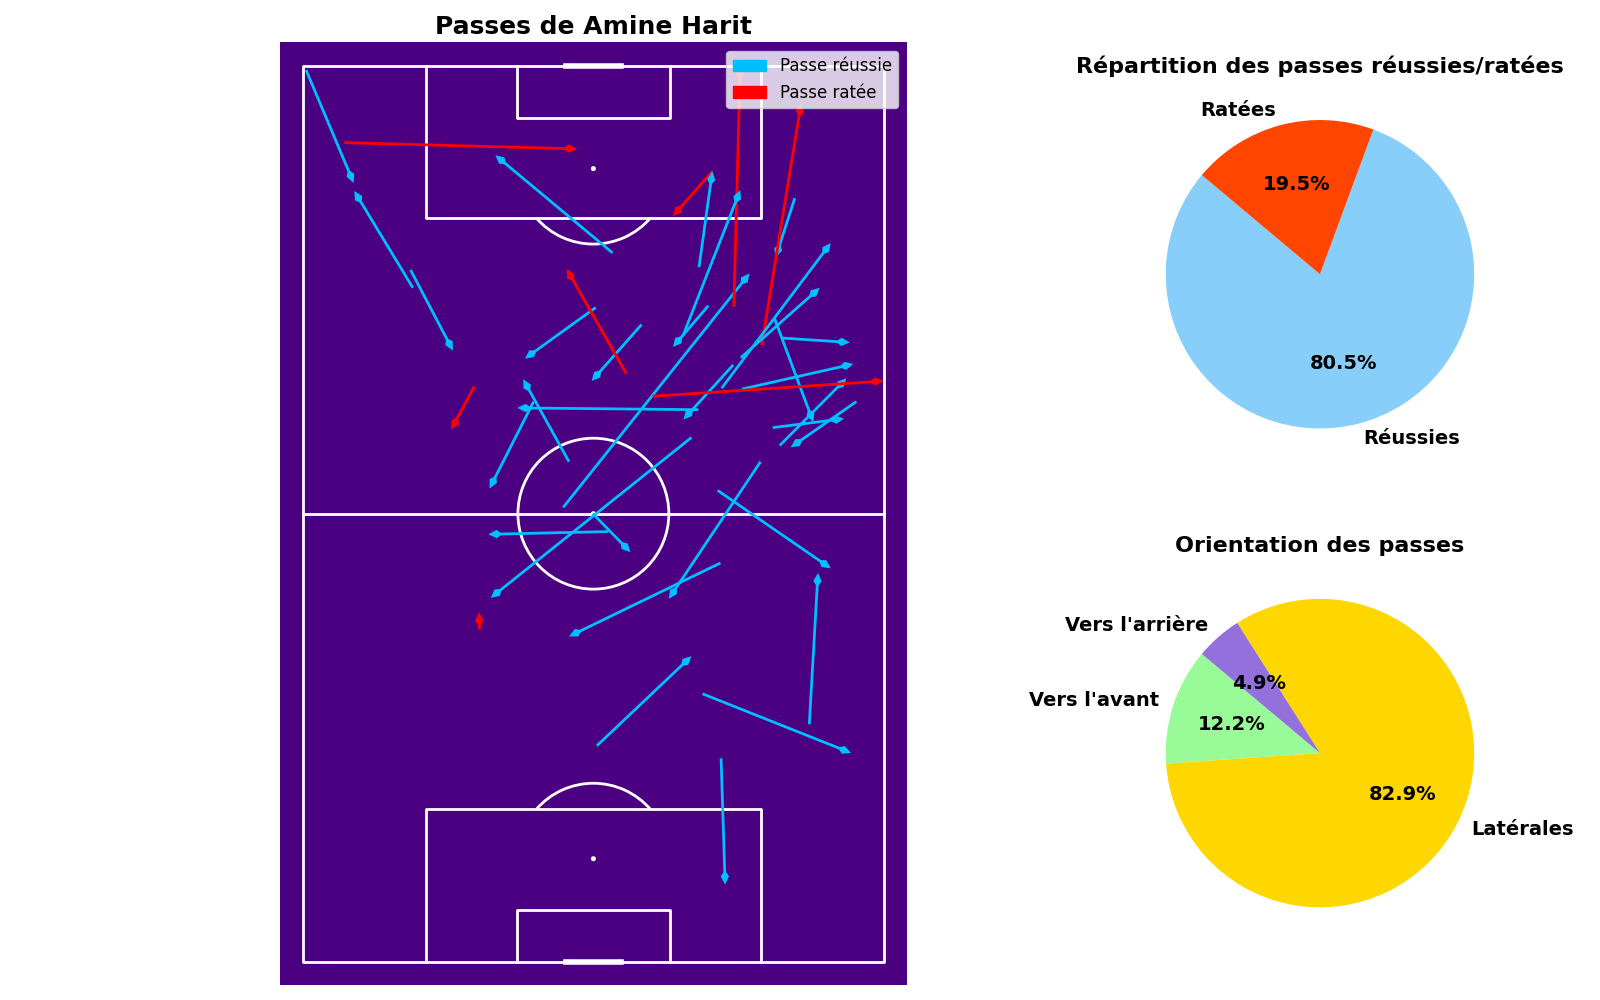 Passes de Amine Harit
Passe réussie
Passe ratée
Répartition des passes réussies/ratées
Ratées
19.5%
80.5%
Réussies
Orientation des passes
Vers l'arrière
4.9%
Vers l'avant
12.2%
82.9%
Latérales